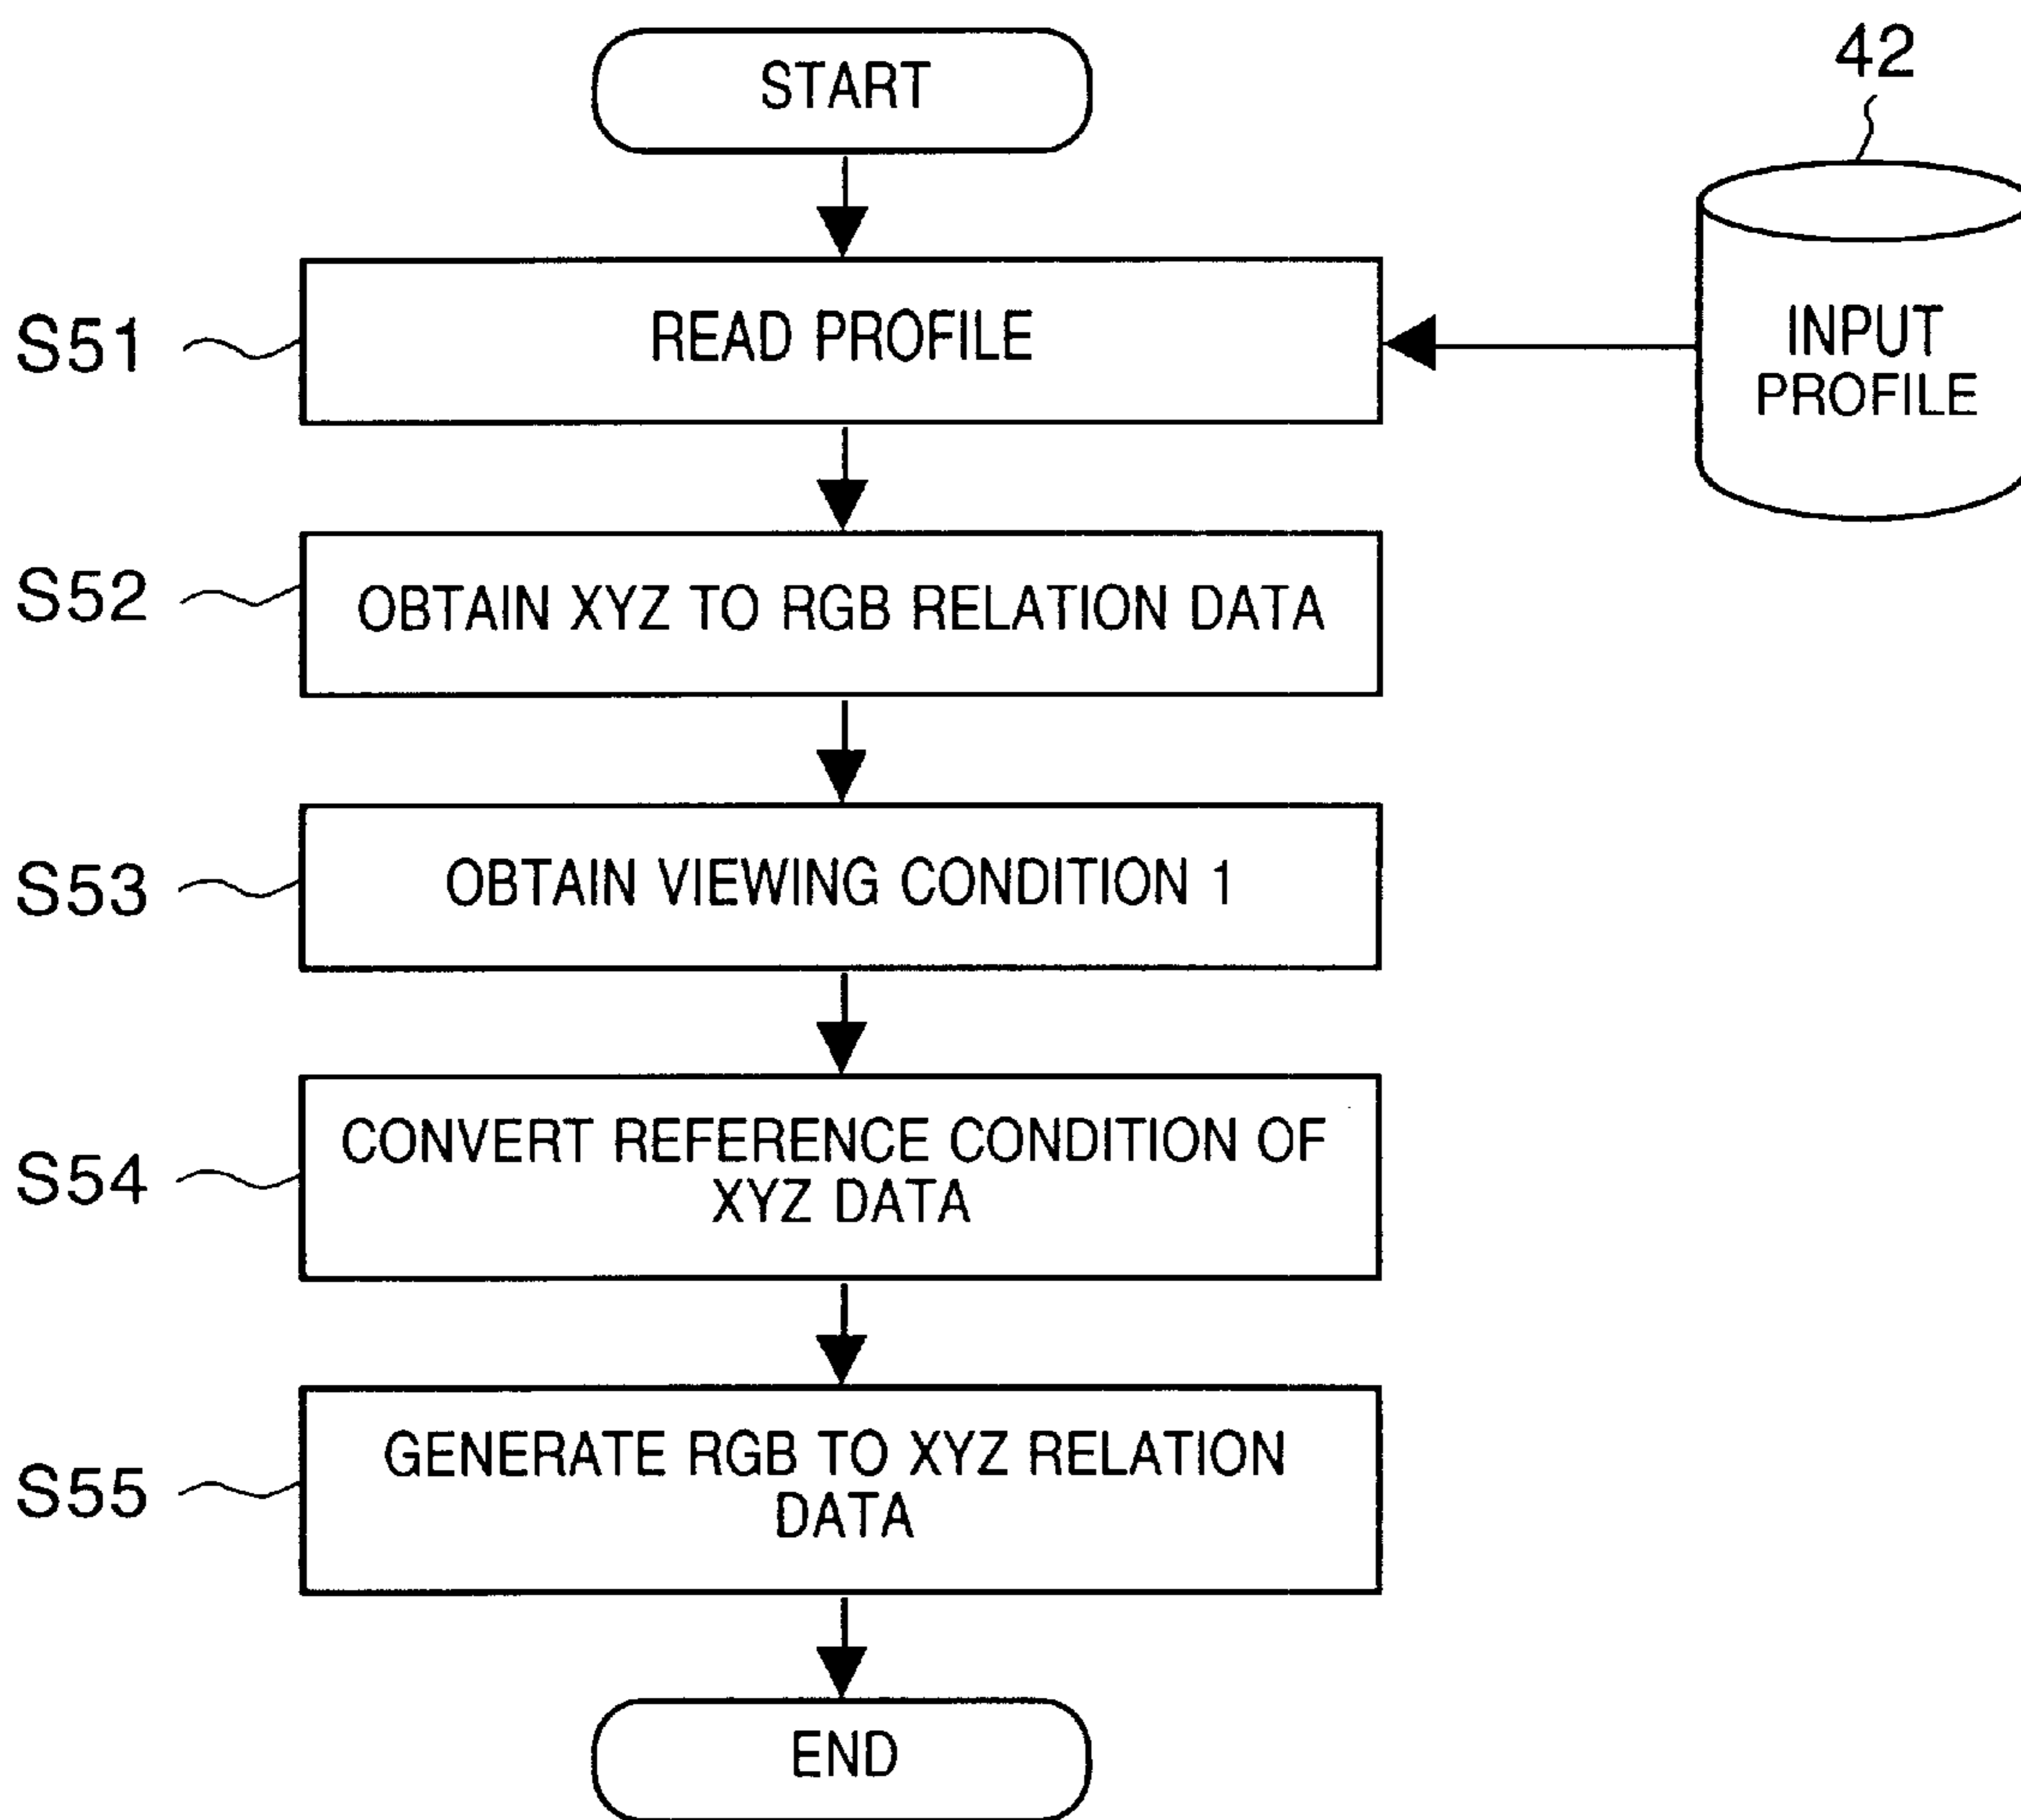 START
42
S51
READ PROFILE
INPUT
PROFILE
S52
OBTAIN XYZ TO RGB RELATION DATA
S53
OBTAIN VIEWING CONDITION 1
S54
CONVERT REFERENCE CONDITION OF
XYZ DATA
S55
GENERATE RGB TO XYZ RELATION
DATA
END